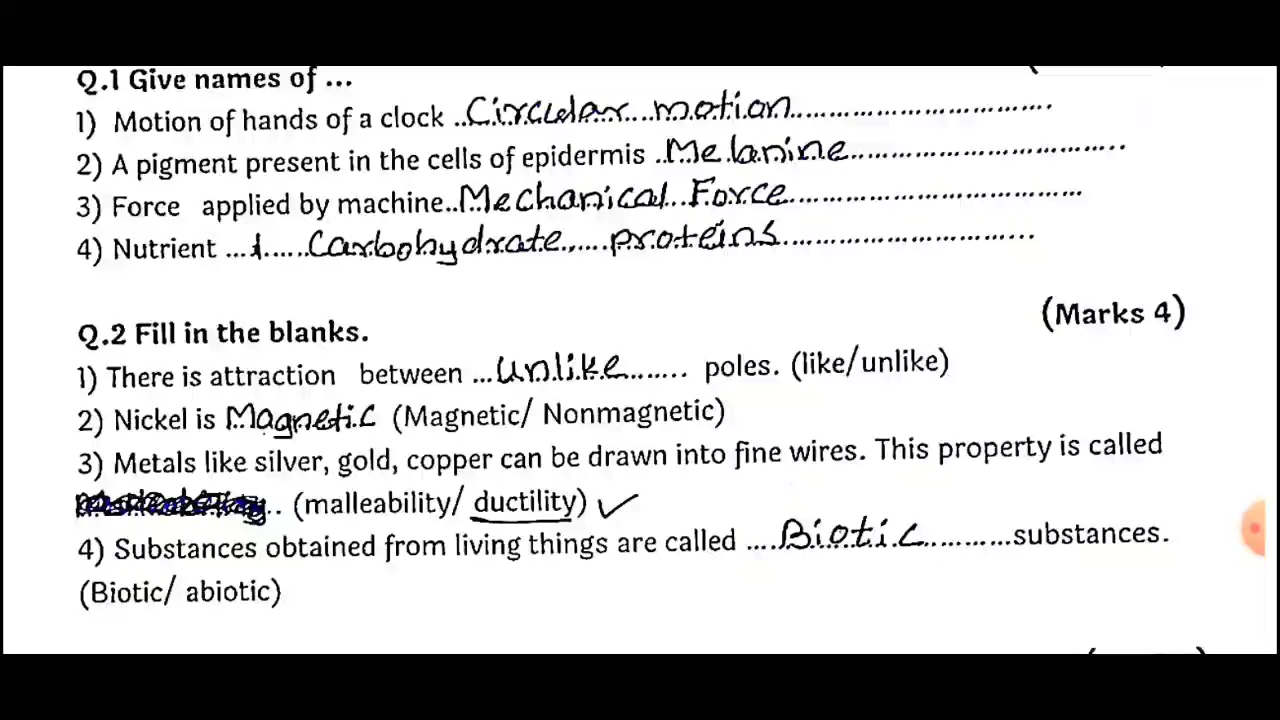 Q.1 Give names of ...
1) Motion of hands of a clock ..Circular...motion.............................
2) A pigment present in the cells of epidermis ..Melanine................................
3) Force applied by machine..Mechanical..Force..................................
4) Nutrient ...1.....Carbohydrate......proteins.............................
(Marks 4)
Q.2 Fill in the blanks.
1) There is attraction between ...unlike....... poles. (like/unlike)
2) Nickel is Magnetic (Magnetic/ Nonmagnetic)
3) Metals like silver, gold, copper can be drawn into fine wires. This property is called
.. (malleability/ ductility) ✓
4) Substances obtained from living things are called ....Biotic..........substances.
(Biotic/ abiotic)